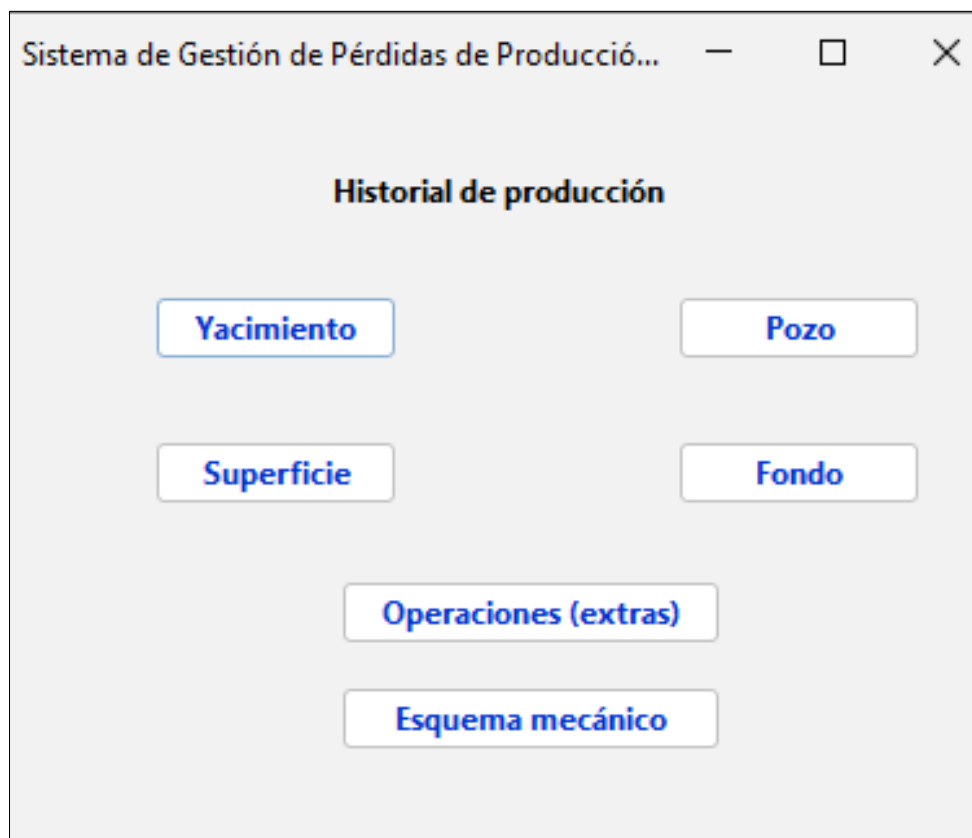 Sistema de Gestión de Pérdidas de Producció...
Historial de producción
Yacimiento
Pozo
Superficie
Fondo
Operaciones (extras)
Esquema mecánico